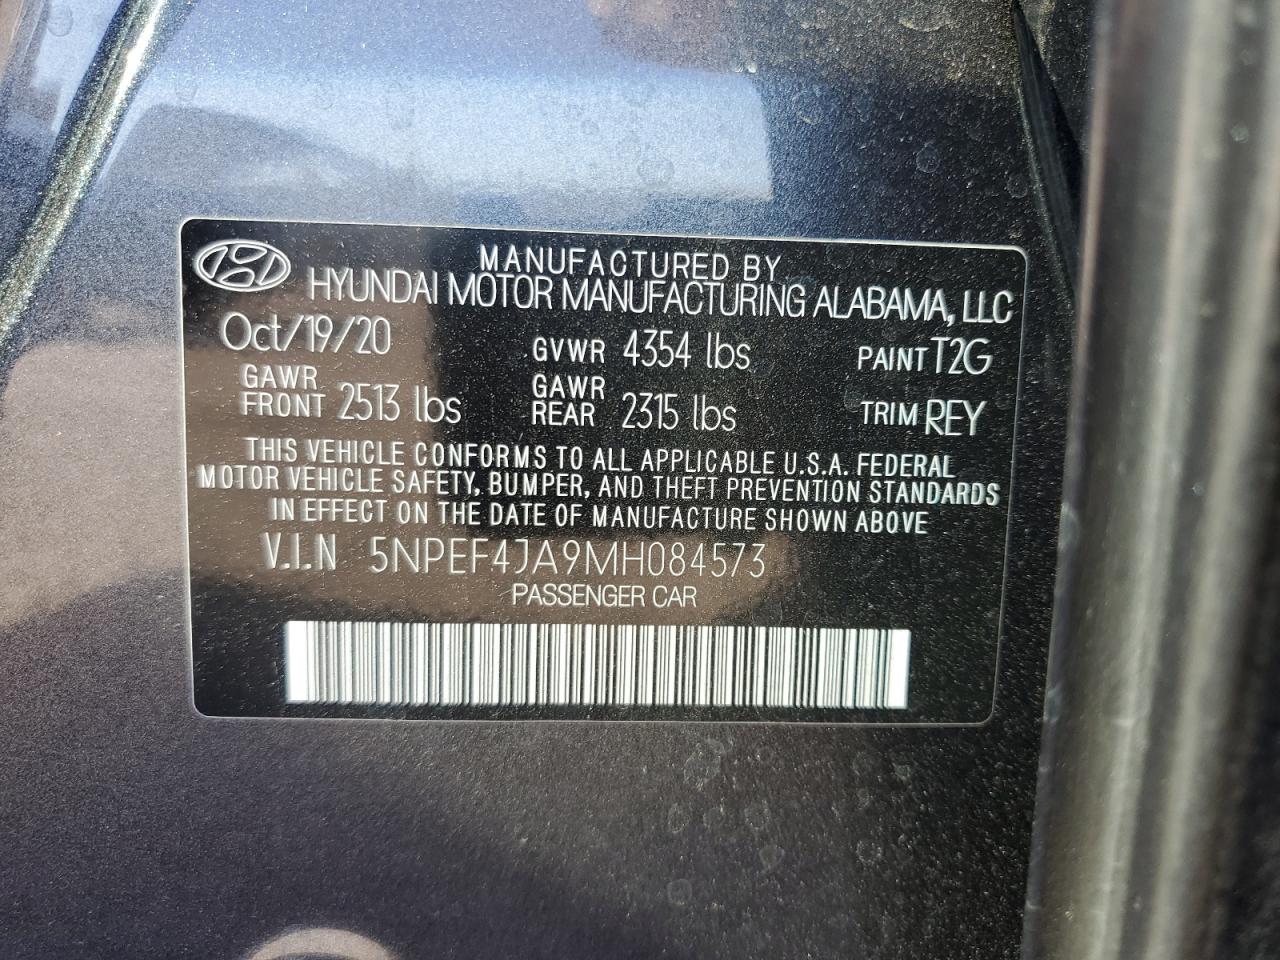 MANUFACTURED BY
HYUNDAI MOTOR MANUFACTURING ALABAMA, LLC
Oct/19/20 GVWR 4354 lbs PAINT T2G
GAWR FRONT 2513 lbs GAWR REAR 2315 lbs TRIM REY
THIS VEHICLE CONFORMS TO ALL APPLICABLE U.S.A. FEDERAL
MOTOR VEHICLE SAFETY, BUMPER, AND THEFT PREVENTION STANDARDS
IN EFFECT ON THE DATE OF MANUFACTURE SHOWN ABOVE
V.I.N 5NPEF4JA9MH084573
PASSENGER CAR